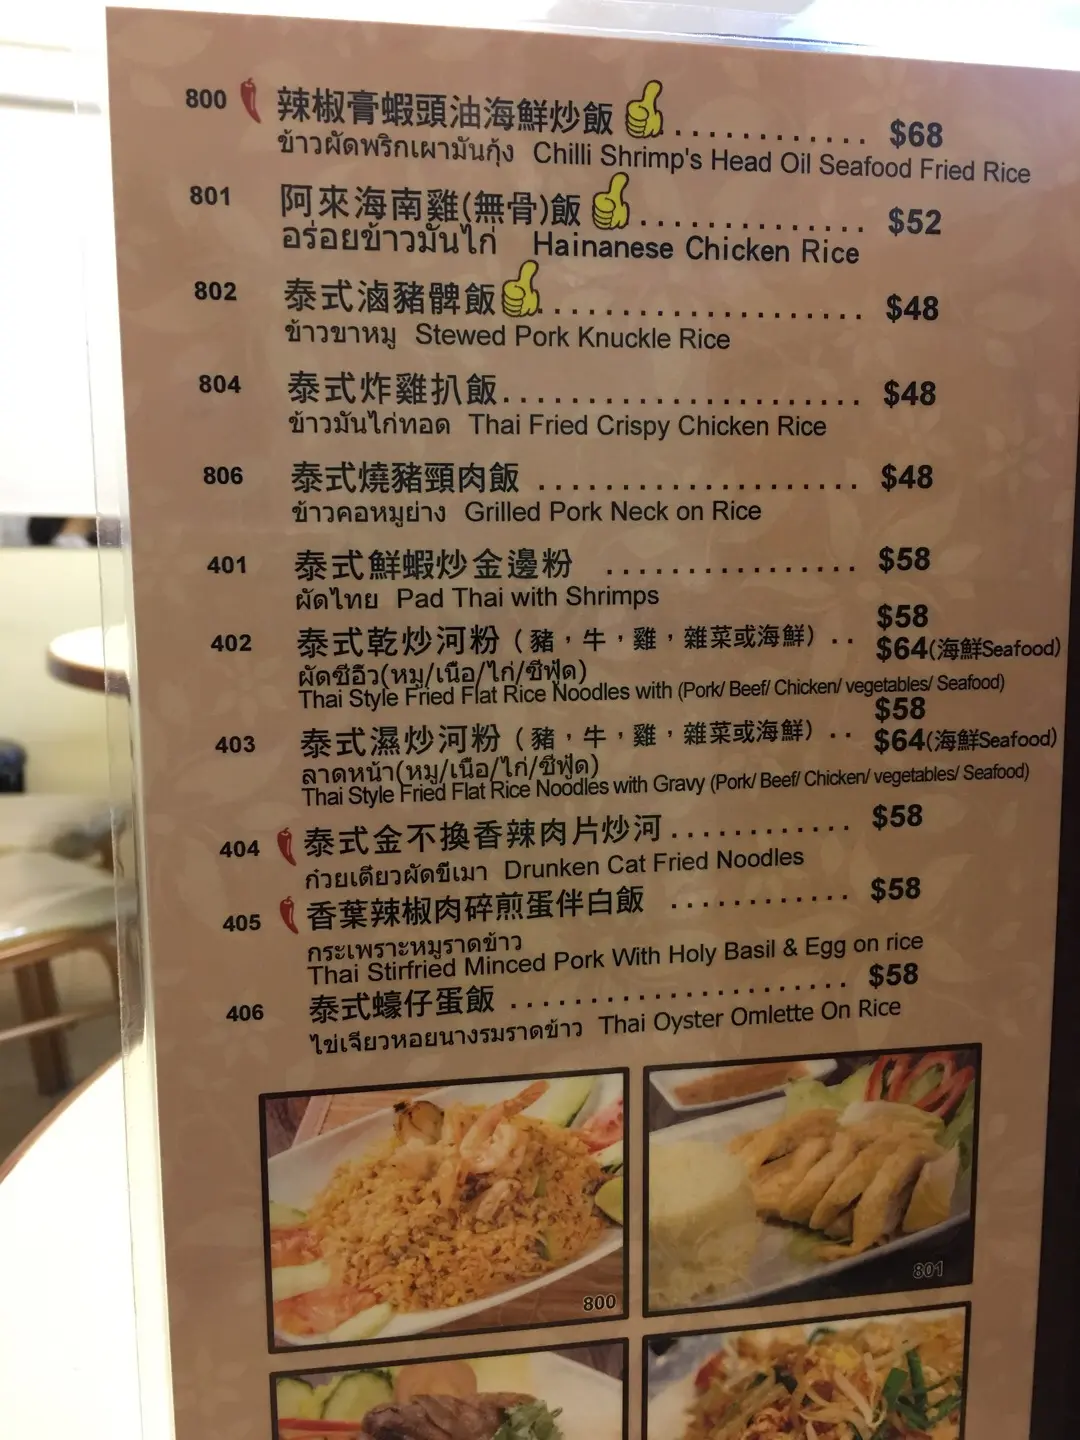 800 辣椒膏蝦頭油海鮮炒飯 ............ $68
ข้าวผัดพริกเผามันกุ้ง Chilli Shrimp's Head Oil Seafood Fried Rice
801 阿來海南雞(無骨)飯 .............. $52
อร่อยข้าวมันไก่ Hainanese Chicken Rice
802 泰式滷豬髀飯 .................... $48
ข้าวขาหมู Stewed Pork Knuckle Rice
804 泰式炸雞扒飯...................... $48
ข้าวมันไก่ทอด Thai Fried Crispy Chicken Rice
806 泰式燒豬頸肉飯 .................... $48
ข้าวคอหมูย่าง Grilled Pork Neck on Rice
401 泰式鮮蝦炒金邊粉 ................ $58
ผัดไทย Pad Thai with Shrimps
$58
402 泰式乾炒河粉（豬，牛，雞，雜菜或海鮮）.. $64(海鮮Seafood)
ผัดซีอิ๊ว(หมู/เนื้อ/ไก่/ซีฟู้ด)
Thai Style Fried Flat Rice Noodles with (Pork/ Beef/ Chicken/ vegetables/ Seafood)
$58
403 泰式濕炒河粉（豬，牛，雞，雜菜或海鮮）.. $64(海鮮Seafood)
ลาดหน้า(หมู/เนื้อ/ไก่/ซีฟู้ด)
Thai Style Fried Flat Rice Noodles with Gravy (Pork/ Beef/ Chicken/ vegetables/ Seafood)
404 泰式金不換香辣肉片炒河............ $58
ก๋วยเตี๋ยวผัดขี้เมา Drunken Cat Fried Noodles
405 香葉辣椒肉碎煎蛋伴白飯 ............ $58
กระเพราะหมูราดข้าว
Thai Stirfried Minced Pork With Holy Basil & Egg on rice
406 泰式蠔仔蛋飯 ...................... $58
ไข่เจียวหอยนางรมราดข้าว Thai Oyster Omlette On Rice
800
801